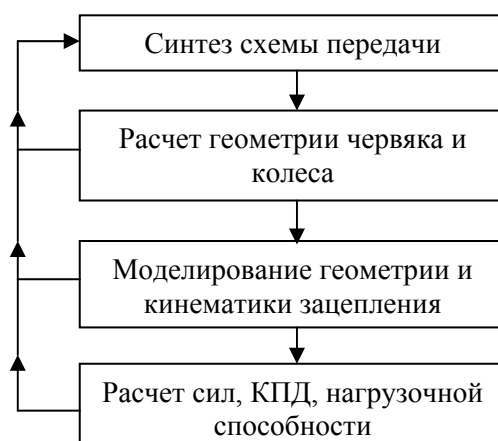 Синтез схемы передачи
Расчет геометрии червяка и
колеса
Моделирование геометрии и
кинематики зацепления
Расчет сил, КПД, нагрузочной
способности